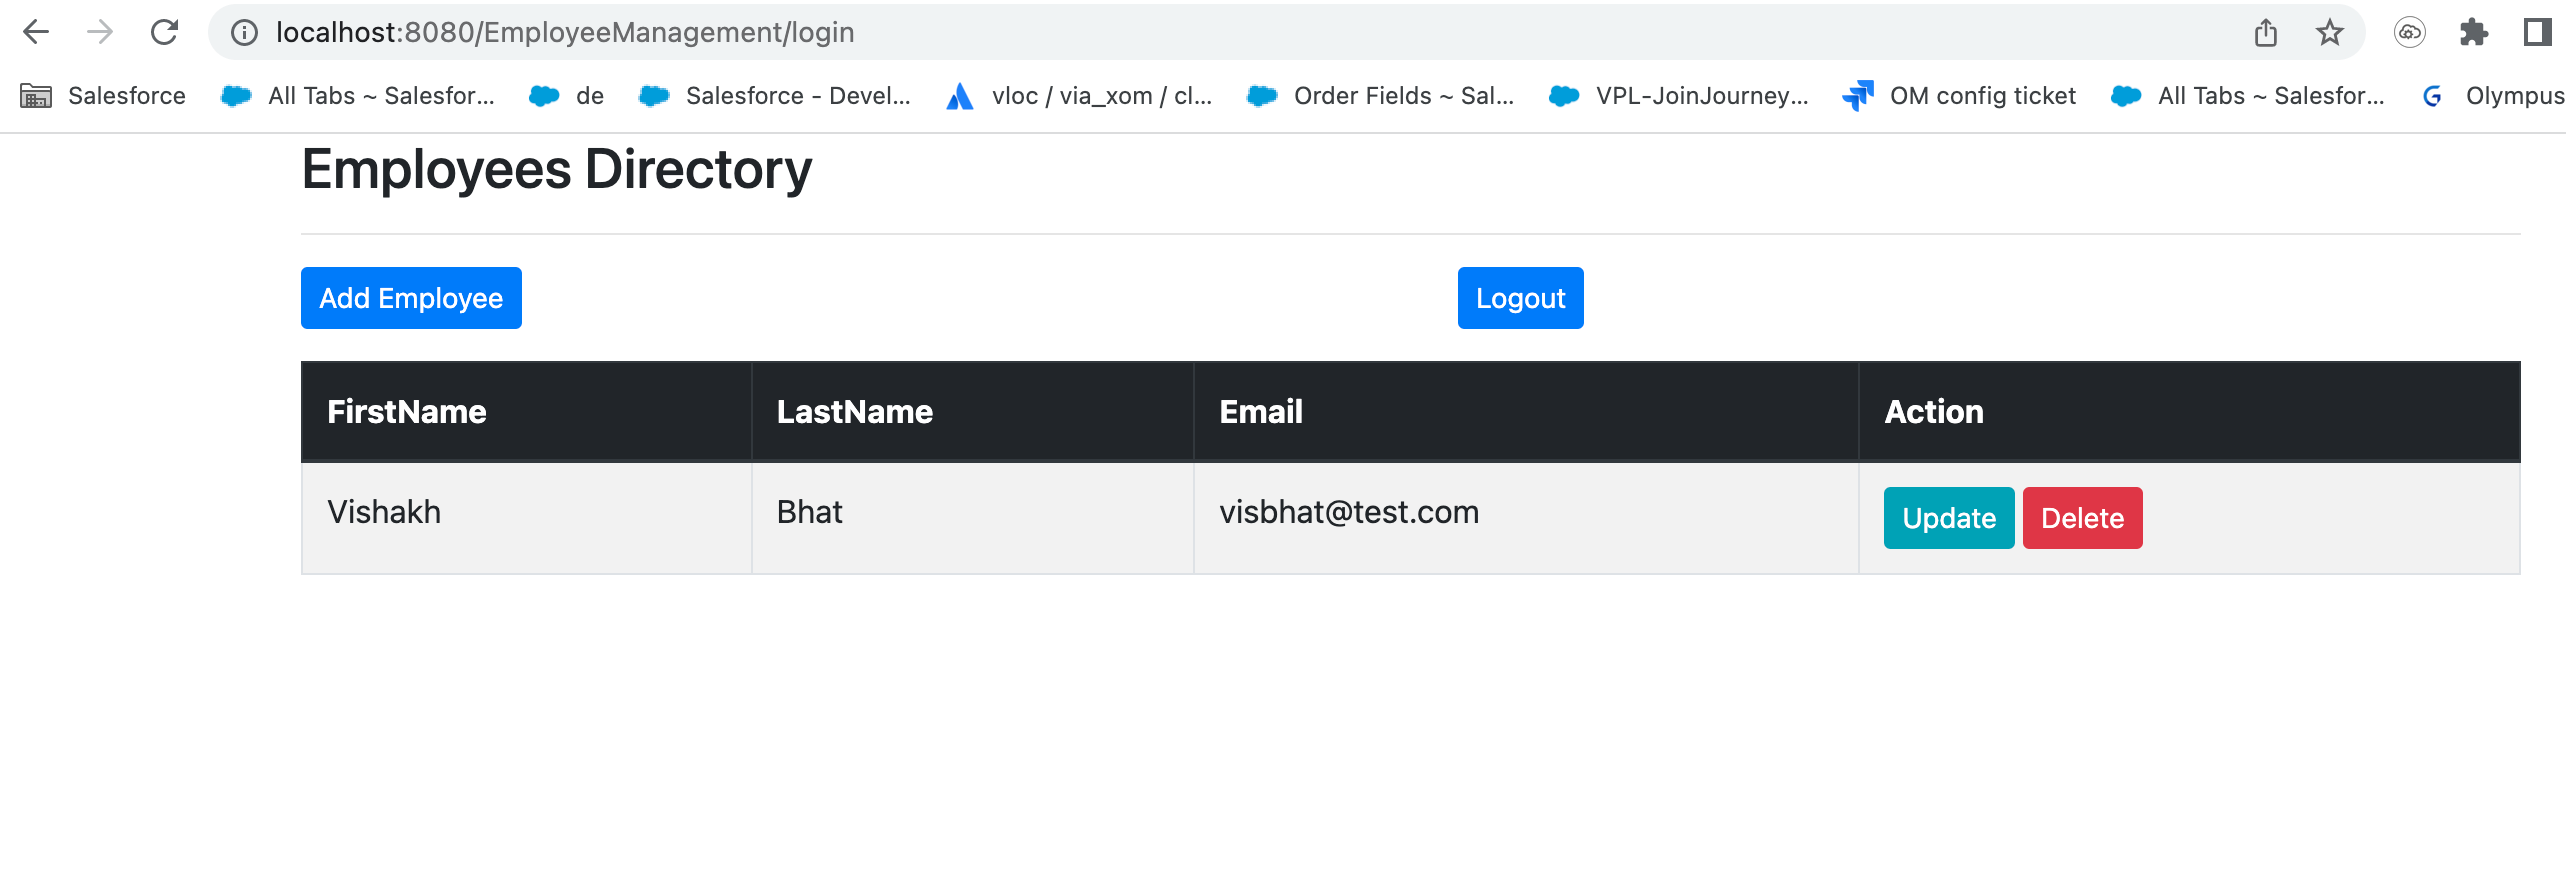 localhost:8080/EmployeeManagement/login
Salesforce All Tabs ~ Salesfor... de Salesforce - Devel... vloc / via_xom / cl... Order Fields ~ Sal... VPL-JoinJourney... OM config ticket All Tabs ~ Salesfor... Olympus
Employees Directory
Add Employee Logout
FirstName LastName Email Action
Vishakh Bhat visbhat@test.com Update Delete